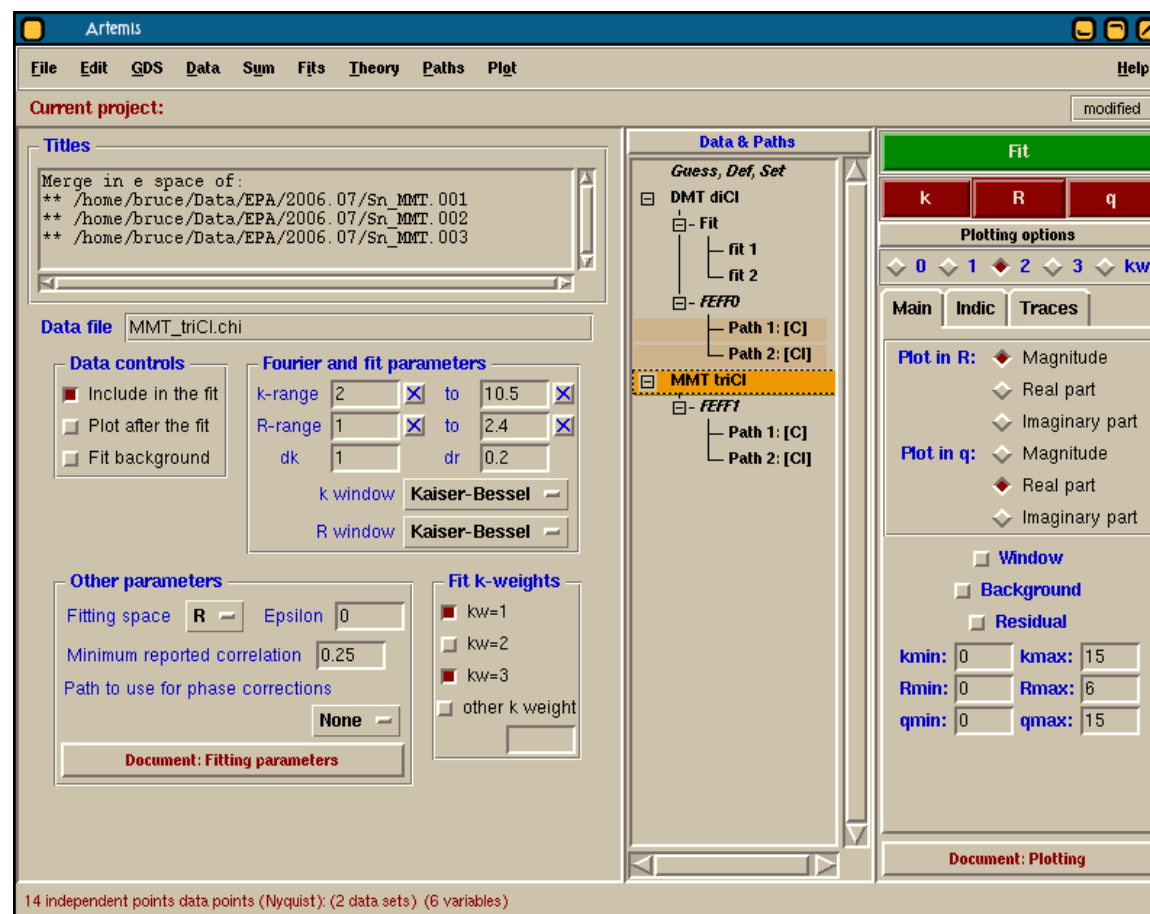 Artemis
File Edit GDS Data Sum Fits Theory Paths Plot Help
Current project: modified
Titles
Merge in e space of:
** /home/bruce/Data/EPA/2006.07/Sn_MMT.001
** /home/bruce/Data/EPA/2006.07/Sn_MMT.002
** /home/bruce/Data/EPA/2006.07/Sn_MMT.003
Data file MMT_triCl.chi
Data controls
Include in the fit
Plot after the fit
Fit background
Fourier and fit parameters
k-range 2 to 10.5
R-range 1 to 2.4
dk 1 dr 0.2
k window Kaiser-Bessel
R window Kaiser-Bessel
Other parameters
Fitting space R Epsilon 0
Minimum reported correlation 0.25
Path to use for phase corrections
None
Document: Fitting parameters
Fit k-weights
kw=1
kw=2
kw=3
other k weight
Data & Paths
Guess, Def, Set
DMT diCl
Fit
fit 1
fit 2
FEFF0
Path 1: [C]
Path 2: [Cl]
MMT triCl
FEFF1
Path 1: [C]
Path 2: [Cl]
Fit
k R q
Plotting options
0 1 2 3 kw
Main Indic Traces
Plot in R: Magnitude
Real part
Imaginary part
Plot in q: Magnitude
Real part
Imaginary part
Window
Background
Residual
kmin: 0 kmax: 15
Rmin: 0 Rmax: 6
qmin: 0 qmax: 15
Document: Plotting
14 independent points data points (Nyquist): (2 data sets) (6 variables)